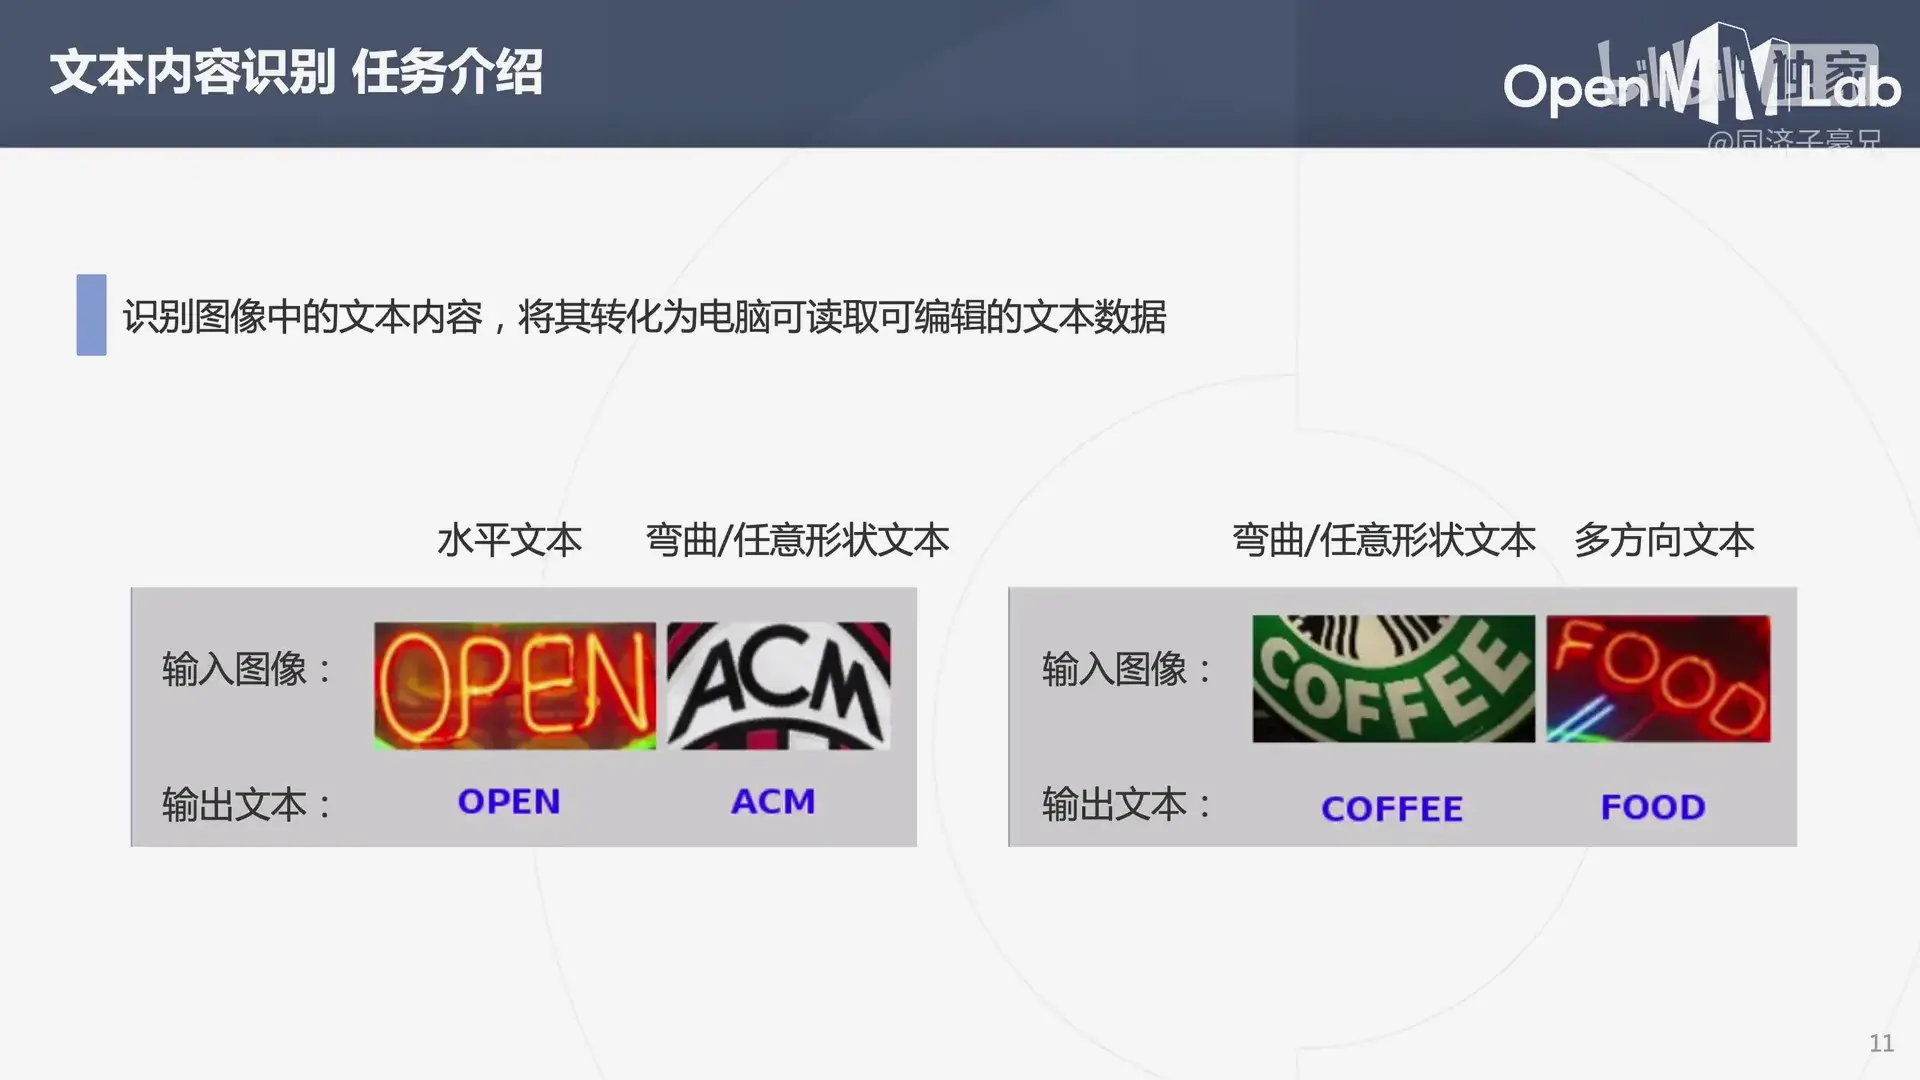 文本内容识别 任务介绍
OpenMMLab
bilibili 独家
@同济子豪兄
识别图像中的文本内容，将其转化为电脑可读取可编辑的文本数据
水平文本 弯曲/任意形状文本
弯曲/任意形状文本 多方向文本
输入图像： OPEN ACM
输入图像： COFFEE FOOD
输出文本： OPEN ACM
输出文本： COFFEE FOOD
11